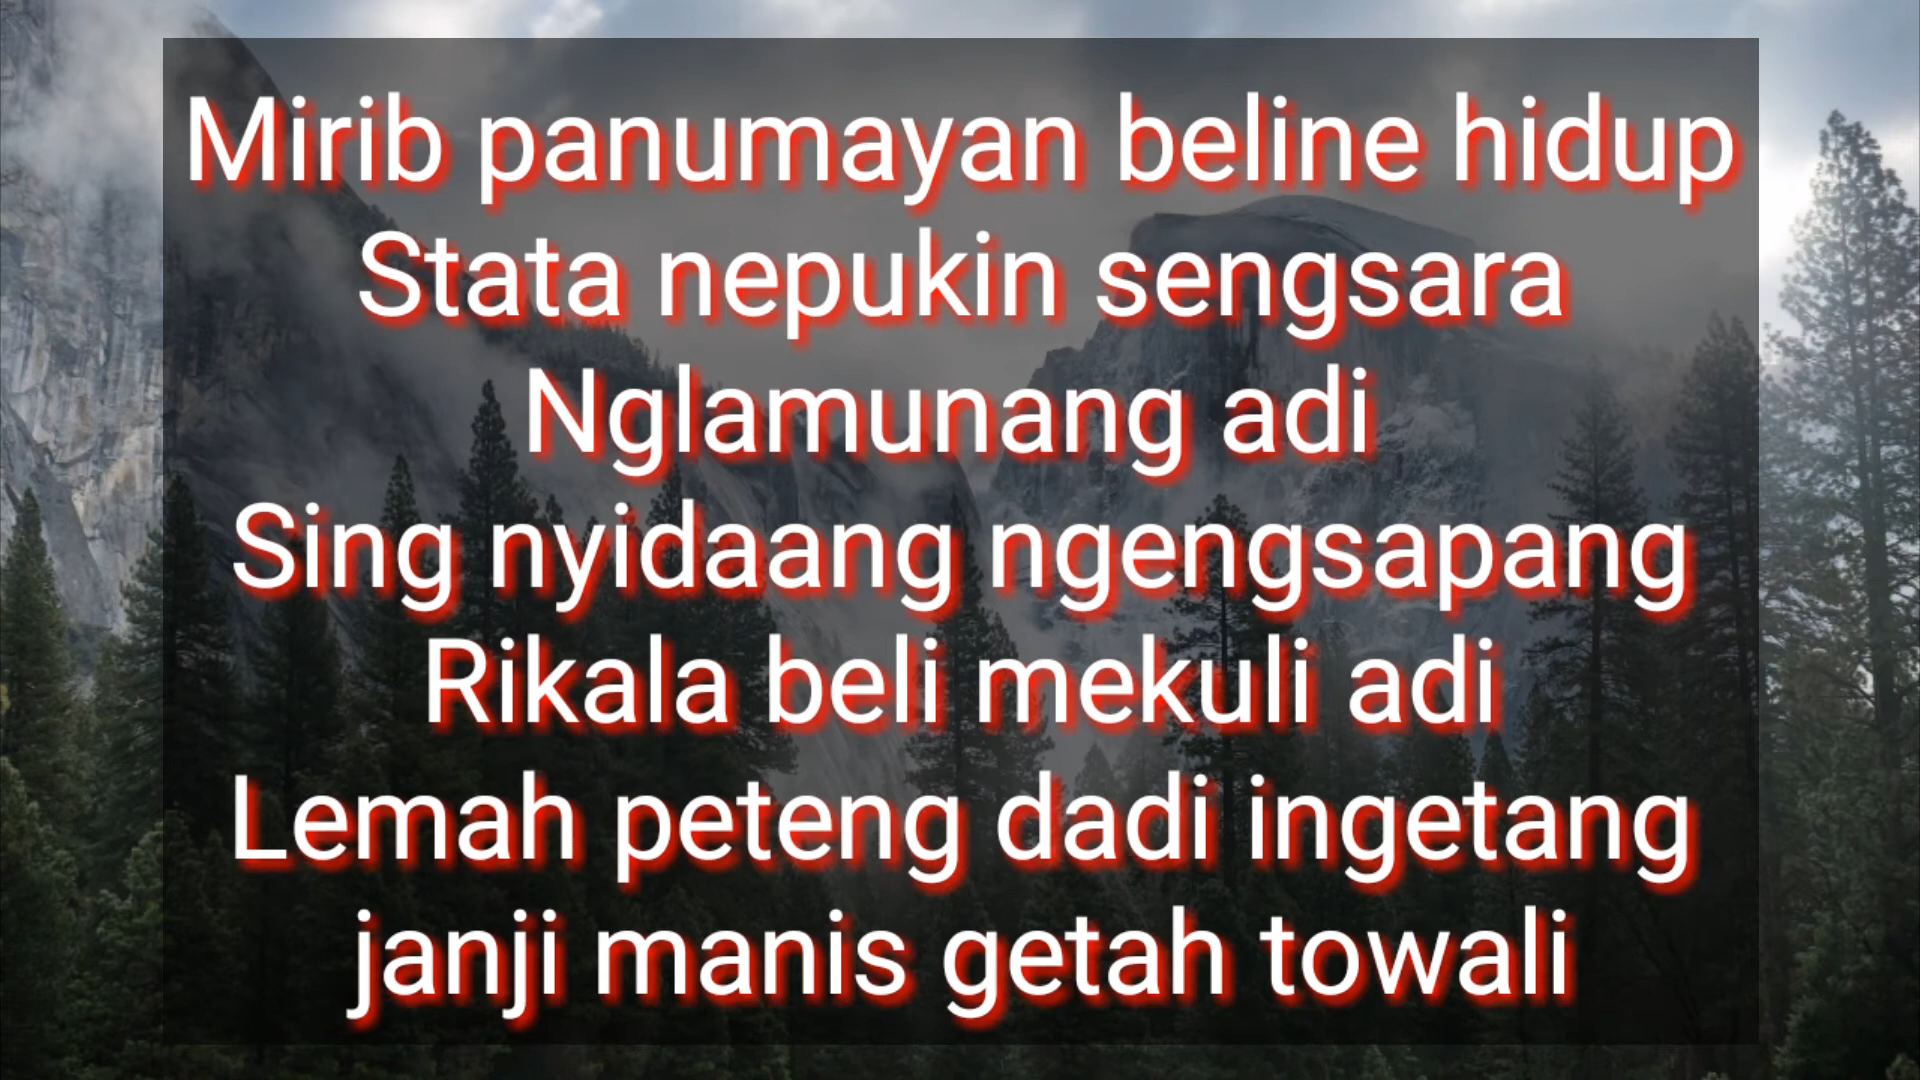 Mirib panumayan beline hidup
Stata nepukin sengsara
Nglamunang adi
Sing nyidaang ngengsapang
Rikala beli mekuli adi
Lemah peteng dadi ingetang
janji manis getah towali